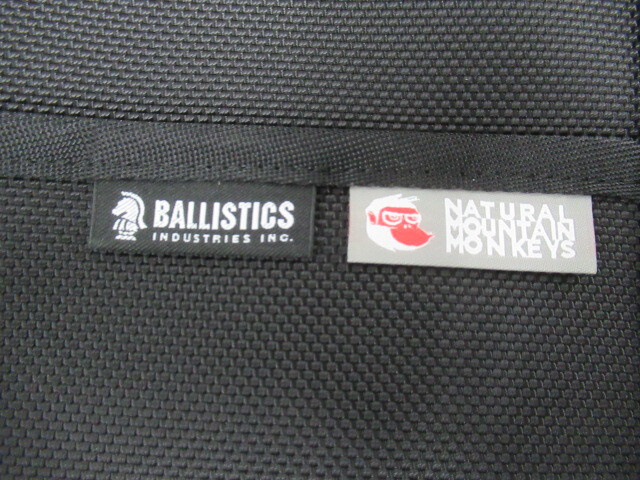 BALLISTICS
INDUSTRIES INC.
NATURAL
MOUNTAIN
MONKEYS